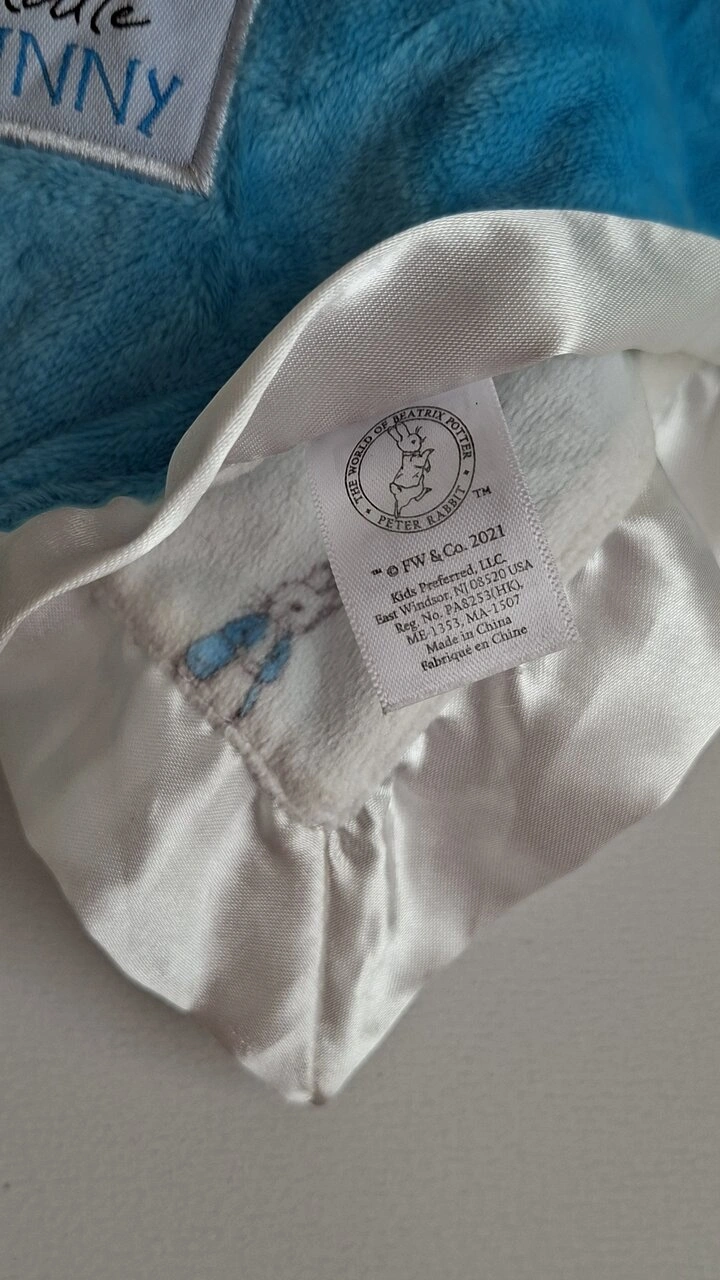 NNY
THE WORLD OF BEATRIX POTTER
• PETER RABBIT •
TM
™ © FW & Co. 2021
Kids Preferred, LLC.
East Windsor, NJ 08520 USA
Reg. No. PA8253(HK),
ME-1353, MA-1507
Made in China
Fabriqué en Chine